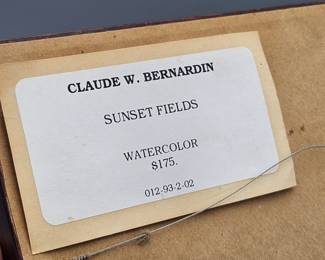 CLAUDE W. BERNARDIN
SUNSET FIELDS
WATERCOLOR
$175.
012-93-2-02